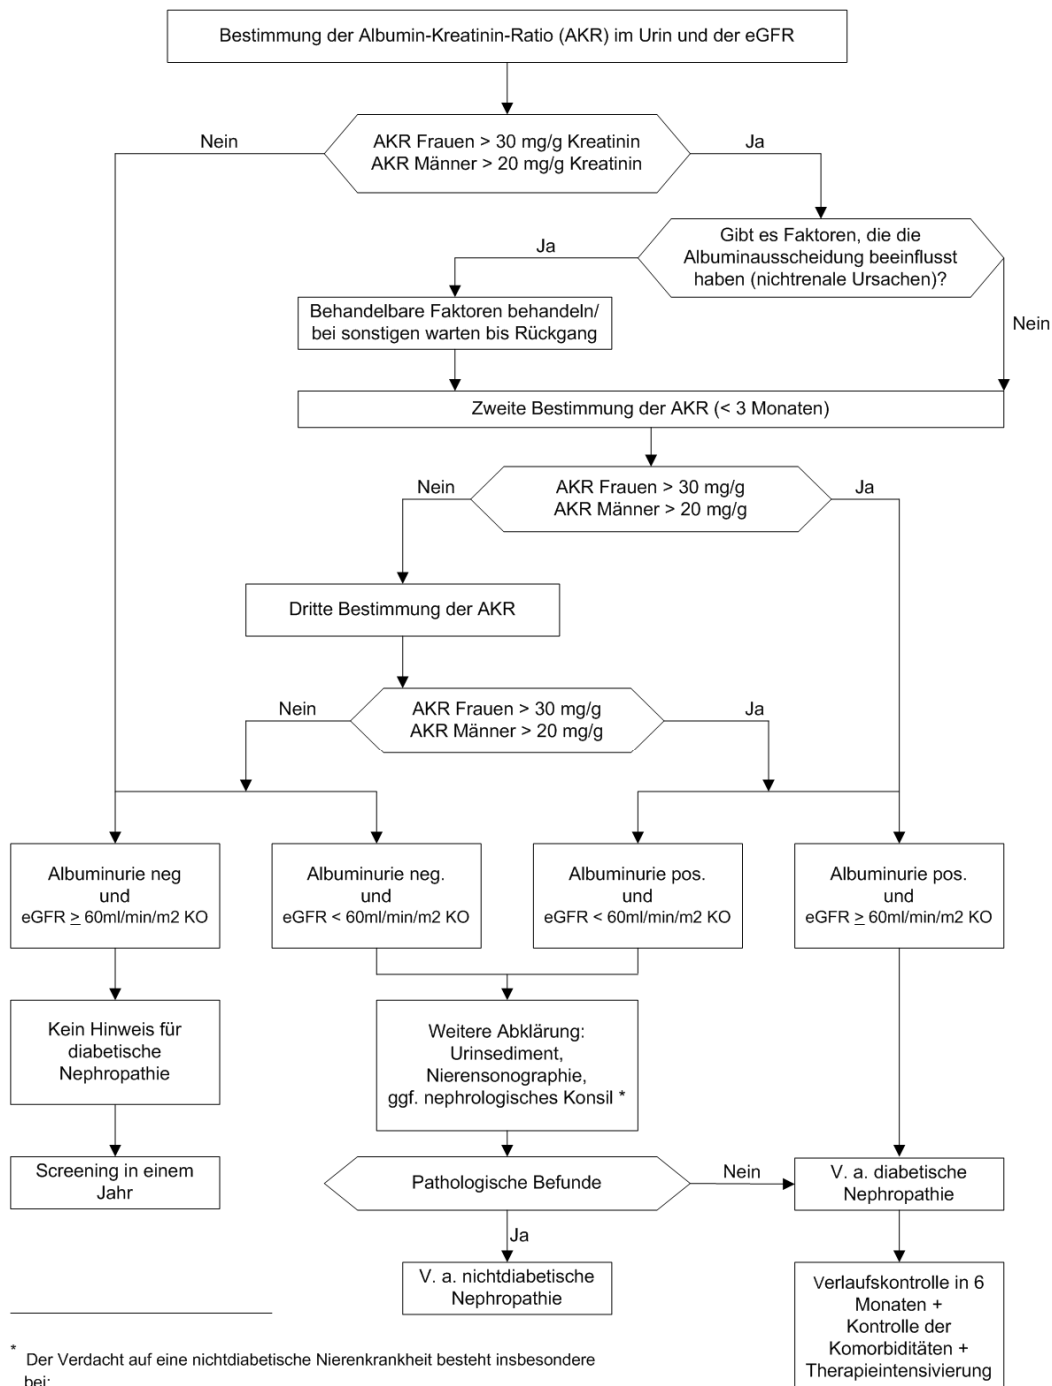 Bestimmung der Albumin-Kreatinin-Ratio (AKR) im Urin und der eGFR
Nein
AKR Frauen > 30 mg/g Kreatinin
AKR Männer > 20 mg/g Kreatinin
Ja
Gibt es Faktoren, die die
Albuminausscheidung beeinflusst
haben (nichtrenale Ursachen)?
Ja
Nein
Behandelbare Faktoren behandeln/
bei sonstigen warten bis Rückgang
Zweite Bestimmung der AKR (< 3 Monaten)
Nein
AKR Frauen > 30 mg/g
AKR Männer > 20 mg/g
Ja
Dritte Bestimmung der AKR
Nein
AKR Frauen > 30 mg/g
AKR Männer > 20 mg/g
Ja
Albuminurie neg
und
eGFR ≥ 60ml/min/m2 KO
Albuminurie neg.
und
eGFR < 60ml/min/m2 KO
Albuminurie pos.
und
eGFR < 60ml/min/m2 KO
Albuminurie pos.
und
eGFR ≥ 60ml/min/m2 KO
Kein Hinweis für
diabetische
Nephropathie
Weitere Abklärung:
Urinsediment,
Nierensonographie,
ggf. nephrologisches Konsil *
Screening in einem
Jahr
Pathologische Befunde
Nein
V. a. diabetische
Nephropathie
Ja
V. a. nichtdiabetische
Nephropathie
Verlaufskontrolle in 6
Monaten +
Kontrolle der
Komorbiditäten +
Therapieintensivierung
* Der Verdacht auf eine nichtdiabetische Nierenkrankheit besteht insbesondere
bei: